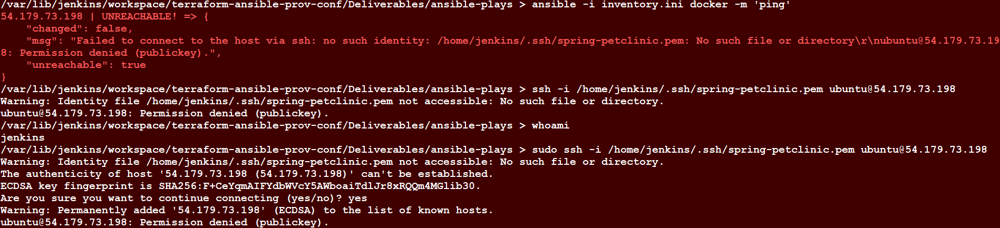 /var/lib/jenkins/workspace/terraform-ansible-prov-conf/Deliverables/ansible-plays > ansible -i inventory.ini docker -m 'ping'
54.179.73.198 | UNREACHABLE! => {
    "changed": false,
    "msg": "Failed to connect to the host via ssh: no such identity: /home/jenkins/.ssh/spring-petclinic.pem: No such file or directory\r\nubuntu@54.179.73.19
8: Permission denied (publickey).",
    "unreachable": true
}
/var/lib/jenkins/workspace/terraform-ansible-prov-conf/Deliverables/ansible-plays > ssh -i /home/jenkins/.ssh/spring-petclinic.pem ubuntu@54.179.73.198
Warning: Identity file /home/jenkins/.ssh/spring-petclinic.pem not accessible: No such file or directory.
ubuntu@54.179.73.198: Permission denied (publickey).
/var/lib/jenkins/workspace/terraform-ansible-prov-conf/Deliverables/ansible-plays > whoami
jenkins
/var/lib/jenkins/workspace/terraform-ansible-prov-conf/Deliverables/ansible-plays > sudo ssh -i /home/jenkins/.ssh/spring-petclinic.pem ubuntu@54.179.73.198
Warning: Identity file /home/jenkins/.ssh/spring-petclinic.pem not accessible: No such file or directory.
The authenticity of host '54.179.73.198 (54.179.73.198)' can't be established.
ECDSA key fingerprint is SHA256:F+CeYqmAIFYdbWVcY5AWboaiTdlJr8xRQQm4MGlib30.
Are you sure you want to continue connecting (yes/no)? yes
Warning: Permanently added '54.179.73.198' (ECDSA) to the list of known hosts.
ubuntu@54.179.73.198: Permission denied (publickey).